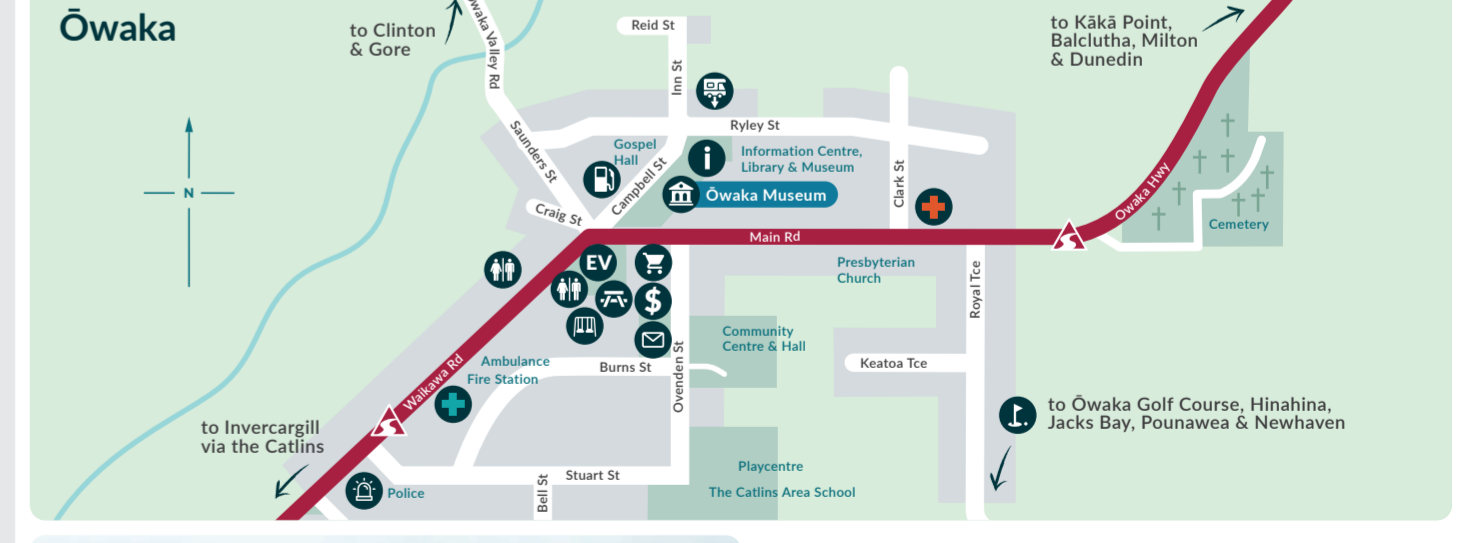 Ōwaka
to Clinton
& Gore
Owaka Valley Rd
Reid St
Inn St
to Kākā Point,
Balclutha, Milton
& Dunedin
Ryley St
Saunders St
Gospel
Hall
Campbell St
i
Information Centre,
Library & Museum
Ōwaka Museum
Clark St
Craig St
Owaka Hwy
Cemetery
N
Main Rd
EV
$
Presbyterian
Church
Royal Tce
Community
Centre & Hall
Keatoa Tce
Ambulance
Fire Station
Burns St
Ovenden St
Waikawa Rd
to Invercargill
via the Catlins
to Ōwaka Golf Course, Hinahina,
Jacks Bay, Pounawea & Newhaven
Police
Bell St
Stuart St
Playcentre
The Catlins Area School